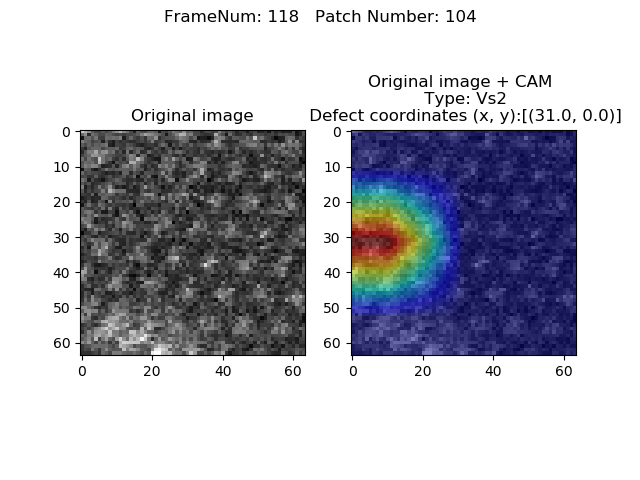 FrameNum: 118   Patch Number: 104
Original image
Original image + CAM
Type: Vs2
Defect coordinates (x, y):[(31.0, 0.0)]
0
10
20
30
40
50
60
0 20 40 60
0
10
20
30
40
50
60
0 20 40 60